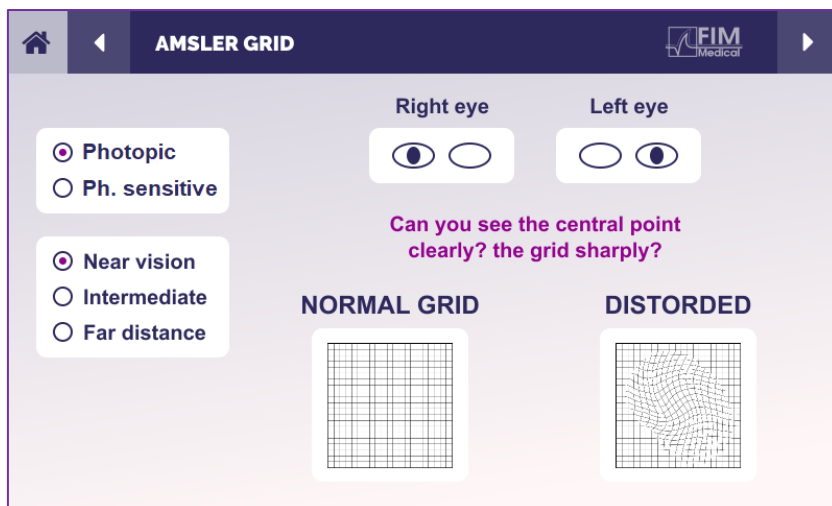 AMSLER GRID
FIM
Medical
Right eye
Left eye
Photopic
Ph. sensitive
Can you see the central point
clearly? the grid sharply?
Near vision
Intermediate
Far distance
NORMAL GRID
DISTORDED